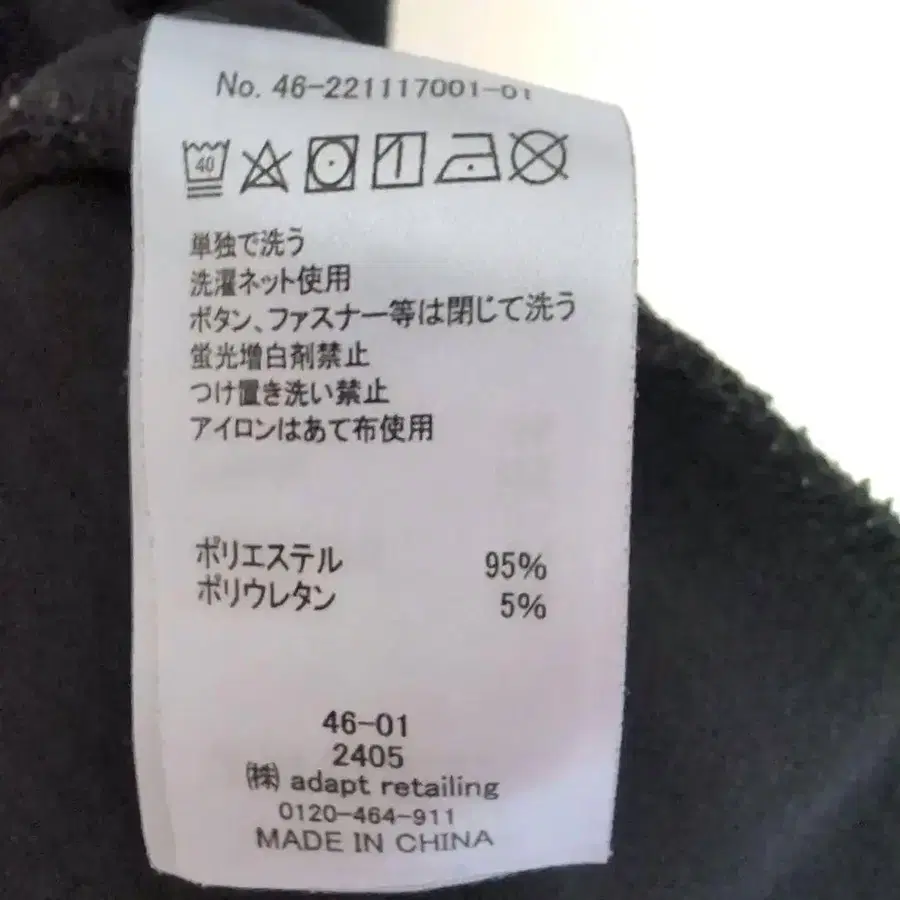 No. 46-221117001-01
40
単独で洗う
洗濯ネット使用
ボタン、ファスナー等は閉じて洗う
蛍光増白剤禁止
つけ置き洗い禁止
アイロンはあて布使用
ポリエステル 95%
ポリウレタン 5%
46-01
2405
㈱ adapt retailing
0120-464-911
MADE IN CHINA